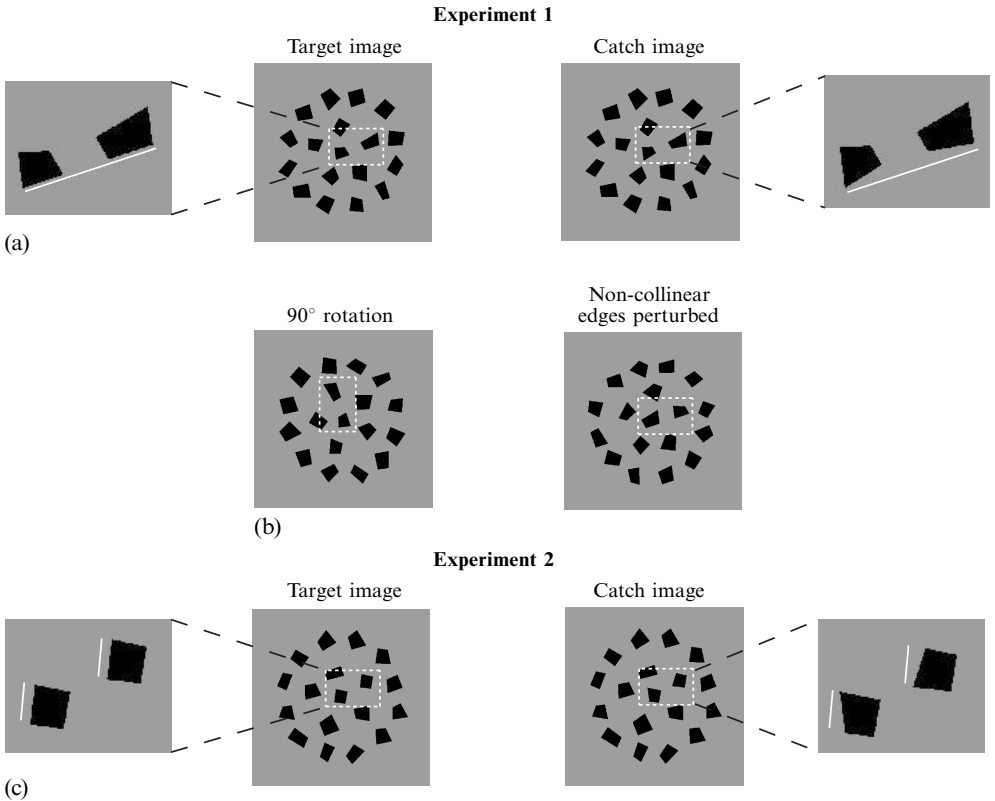 Experiment 1
Target image
Catch image
(a)
90° rotation
Non-collinear
edges perturbed
(b)
Experiment 2
Target image
Catch image
(c)